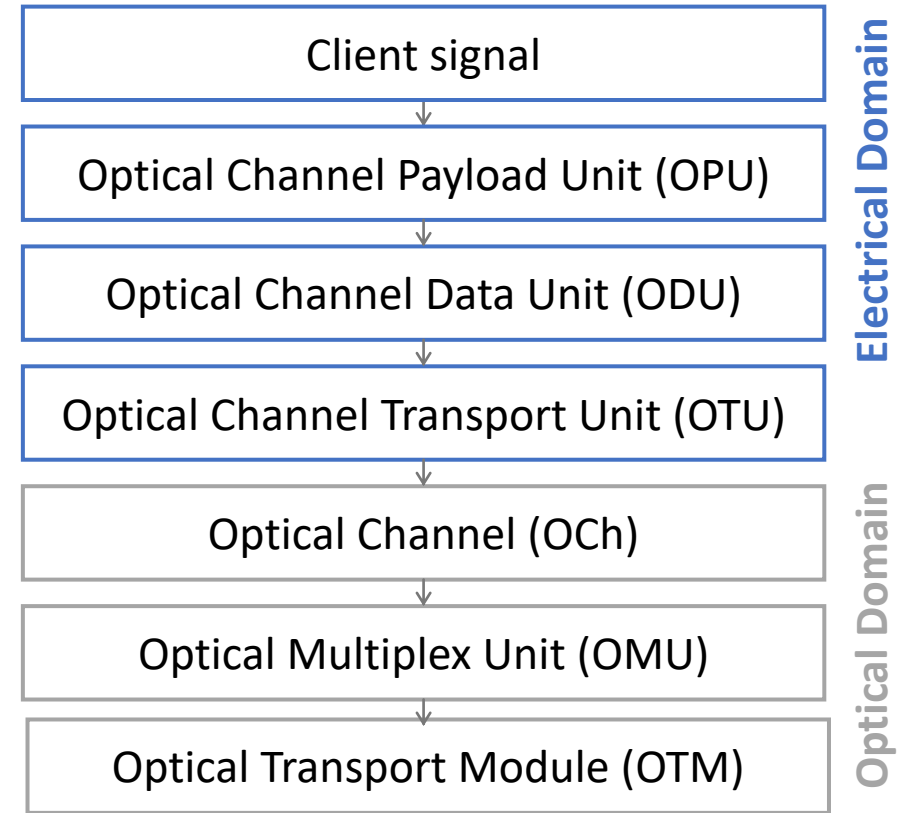 Client signal
Optical Channel Payload Unit (OPU)
Optical Channel Data Unit (ODU)
Optical Channel Transport Unit (OTU)
Optical Channel (OCh)
Optical Multiplex Unit (OMU)
Optical Transport Module (OTM)
Electrical Domain
Optical Domain